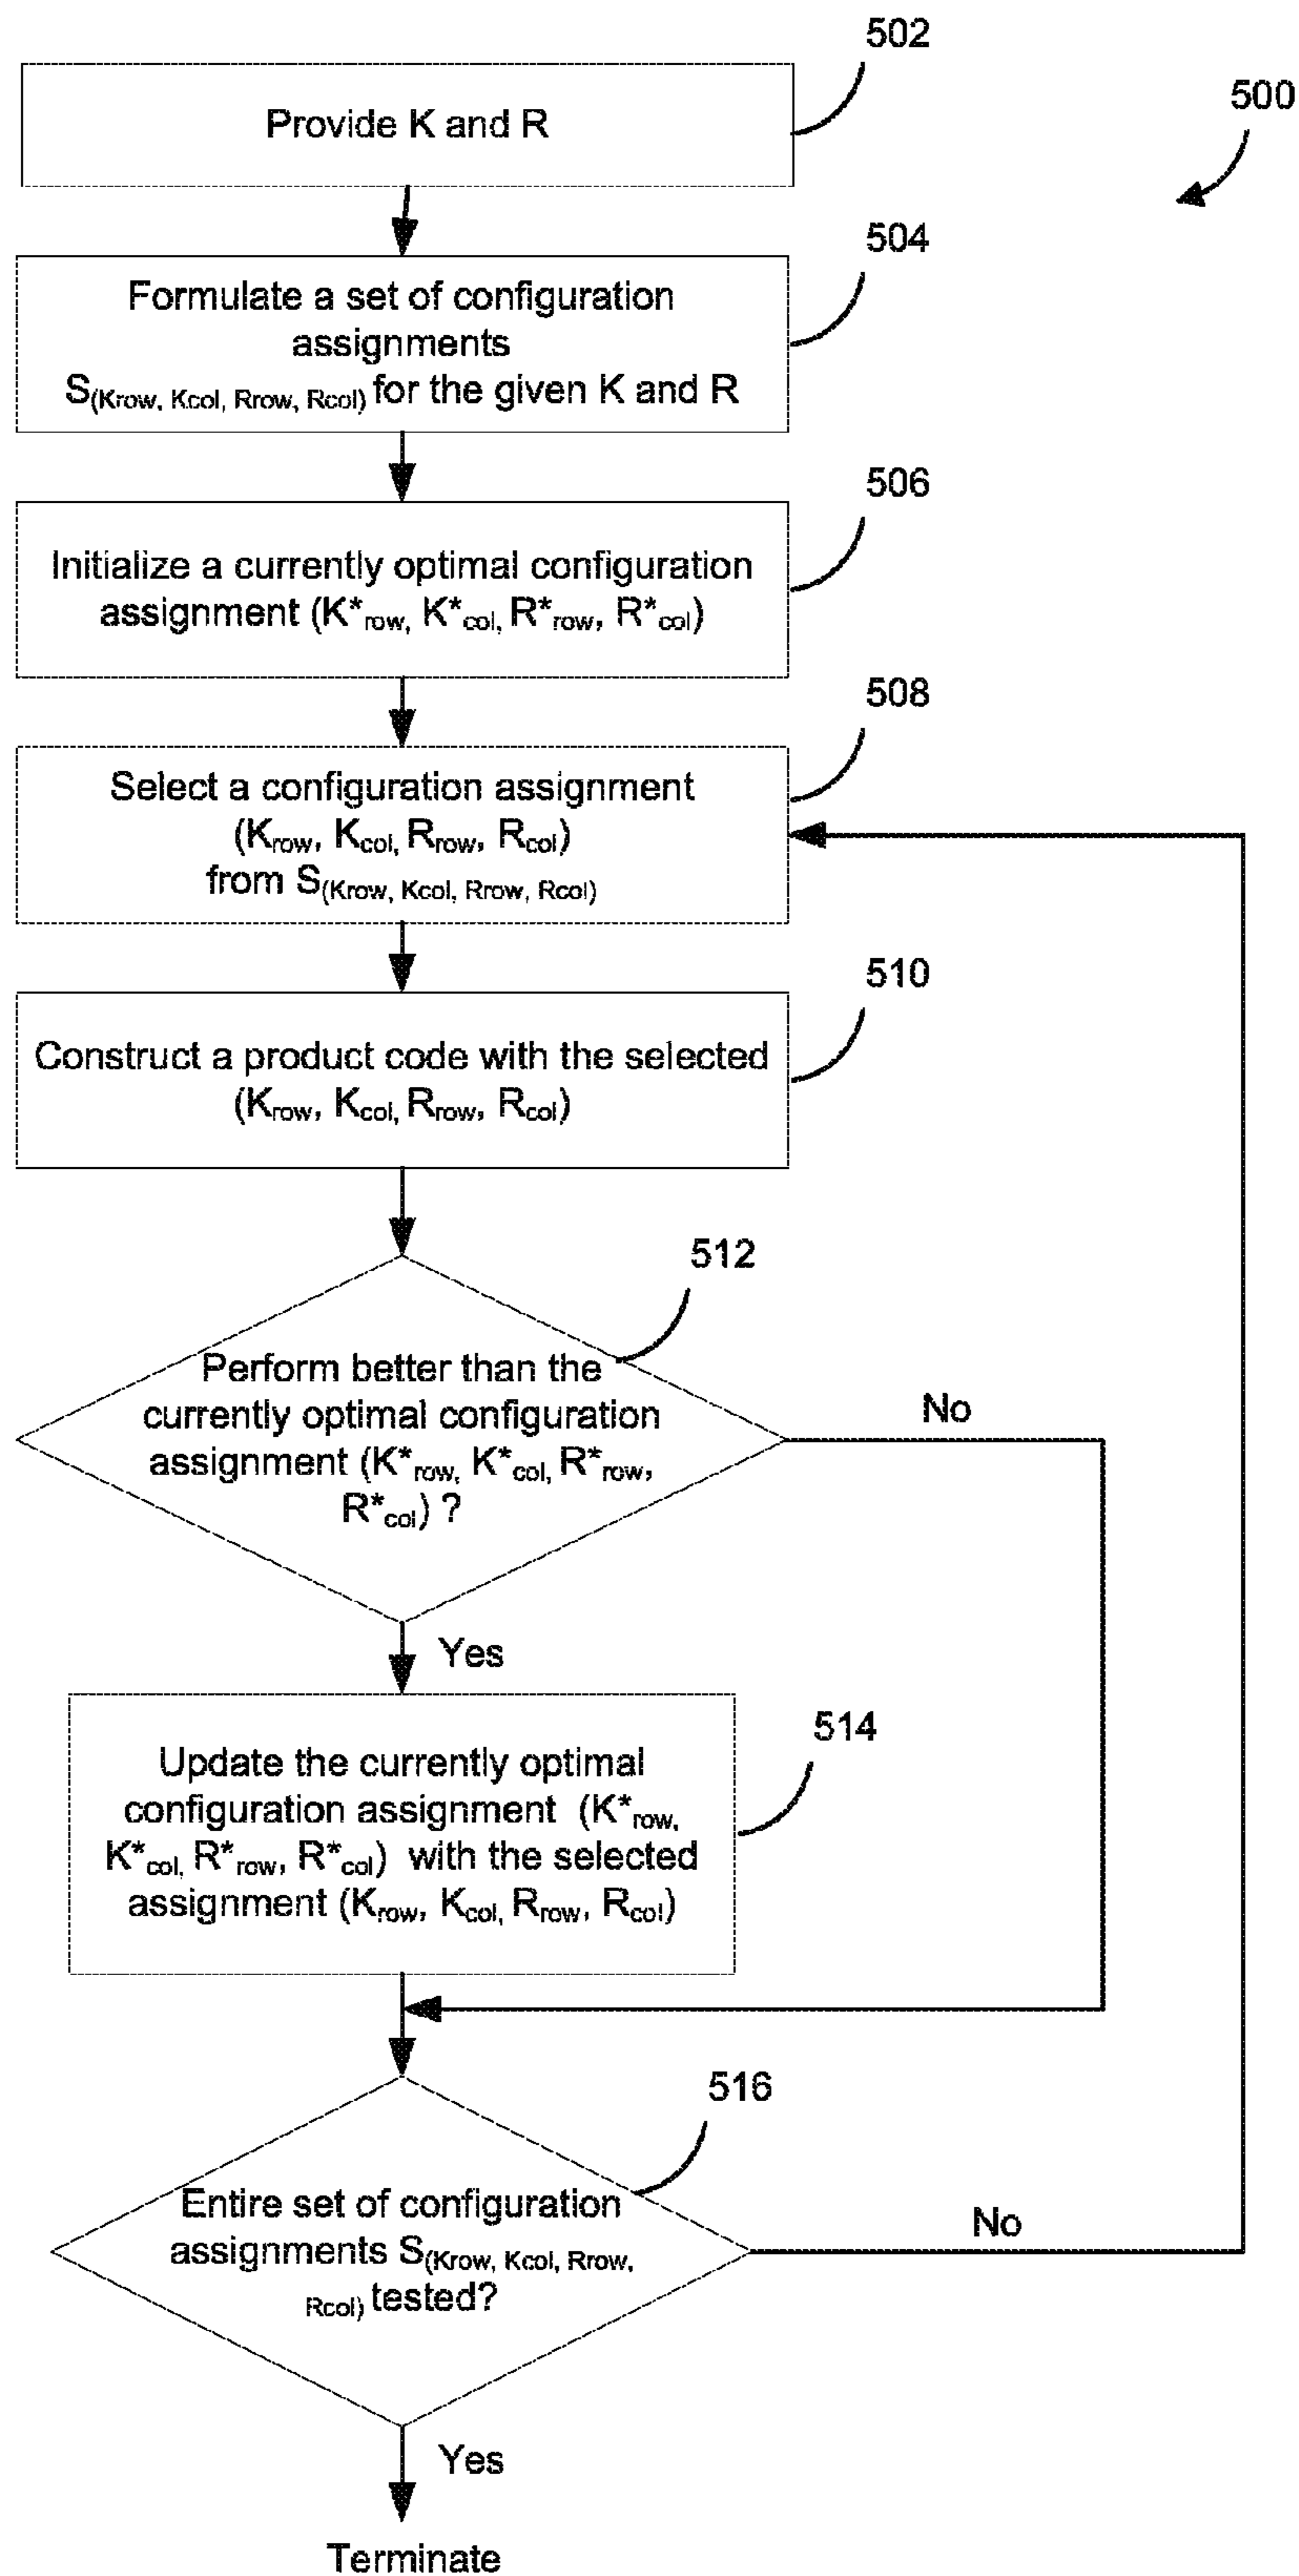 502
500
Provide K and R
504
Formulate a set of configuration
assignments
S(Krow, Kcol, Rrow, Rcol) for the given K and R
506
Initialize a currently optimal configuration
assignment (K*row, K*col, R*row, R*col)
508
Select a configuration assignment
(Krow, Kcol, Rrow, Rcol)
from S(Krow, Kcol, Rrow, Rcol)
510
Construct a product code with the selected
(Krow, Kcol, Rrow, Rcol)
512
Perform better than the
currently optimal configuration
assignment (K*row, K*col, R*row,
R*col) ?
No
Yes
514
Update the currently optimal
configuration assignment (K*row,
K*col, R*row, R*col) with the selected
assignment (Krow, Kcol, Rrow, Rcol)
516
Entire set of configuration
assignments S(Krow, Kcol, Rrow,
Rcol) tested?
No
Yes
Terminate